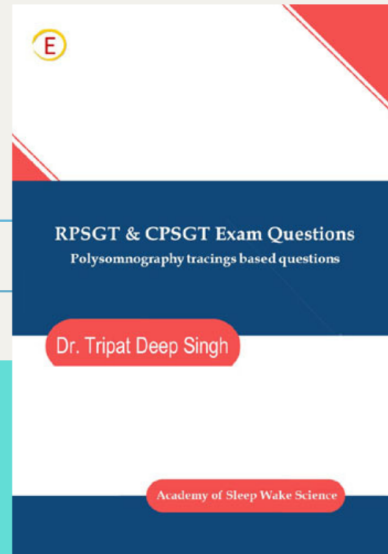 E
RPSGT & CPSGT Exam Questions
Polysomnography tracings based questions
Dr. Tripat Deep Singh
Academy of Sleep Wake Science